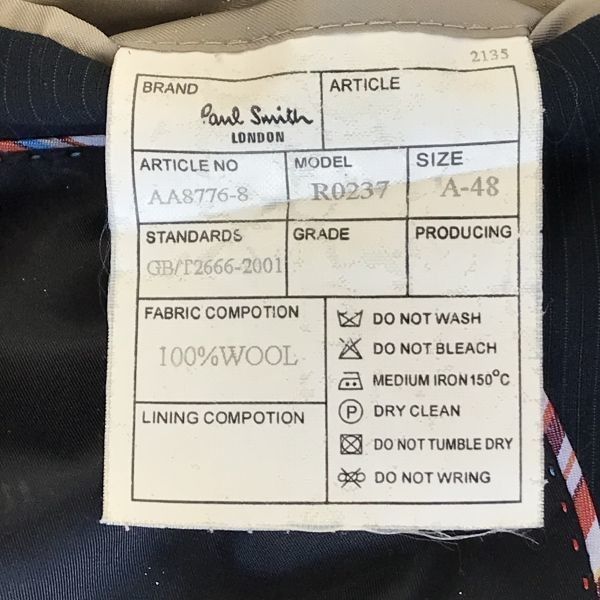 2135
BRAND ARTICLE
Paul Smith
LONDON
ARTICLE NO MODEL SIZE
AA8776-8 R0237 A-48
STANDARDS GRADE PRODUCING
GB/T2666-2001
FABRIC COMPOTION
100%WOOL
LINING COMPOTION
DO NOT WASH
DO NOT BLEACH
MEDIUM IRON150°C
P DRY CLEAN
DO NOT TUMBLE DRY
DO NOT WRING